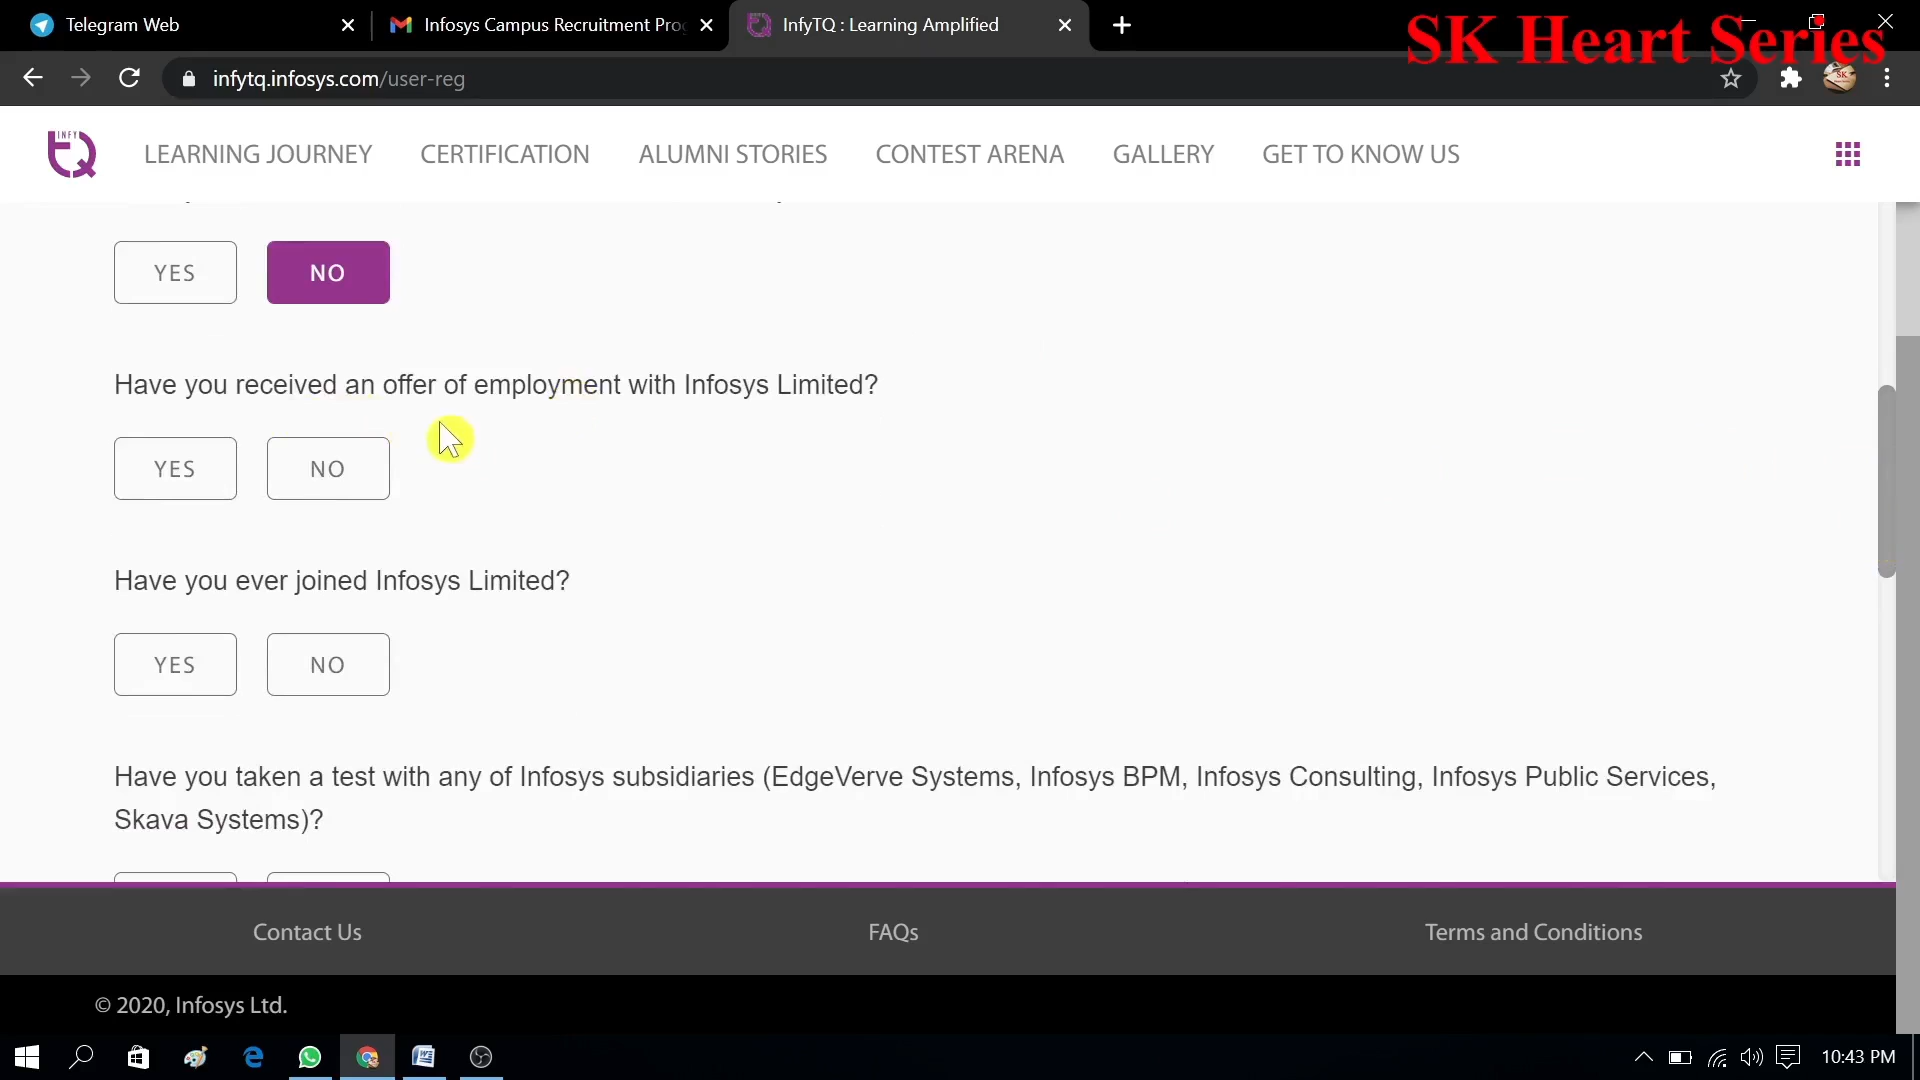 Telegram Web
Infosys Campus Recruitment Pro
InfyTQ : Learning Amplified
SK Heart Series
infytq.infosys.com/user-reg
INFY
LEARNING JOURNEY
CERTIFICATION
ALUMNI STORIES
CONTEST ARENA
GALLERY
GET TO KNOW US
YES
NO
Have you received an offer of employment with Infosys Limited?
YES
NO
Have you ever joined Infosys Limited?
YES
NO
Have you taken a test with any of Infosys subsidiaries (EdgeVerve Systems, Infosys BPM, Infosys Consulting, Infosys Public Services,
Skava Systems)?
Contact Us
FAQs
Terms and Conditions
© 2020, Infosys Ltd.
10:43 PM